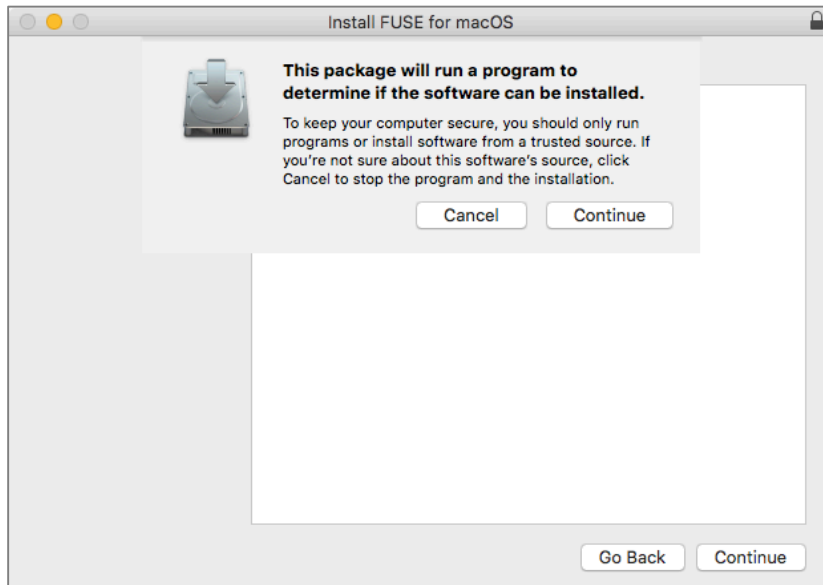 Install FUSE for macOS
This package will run a program to
determine if the software can be installed.
To keep your computer secure, you should only run
programs or install software from a trusted source. If
you're not sure about this software's source, click
Cancel to stop the program and the installation.
Cancel Continue
Go Back Continue